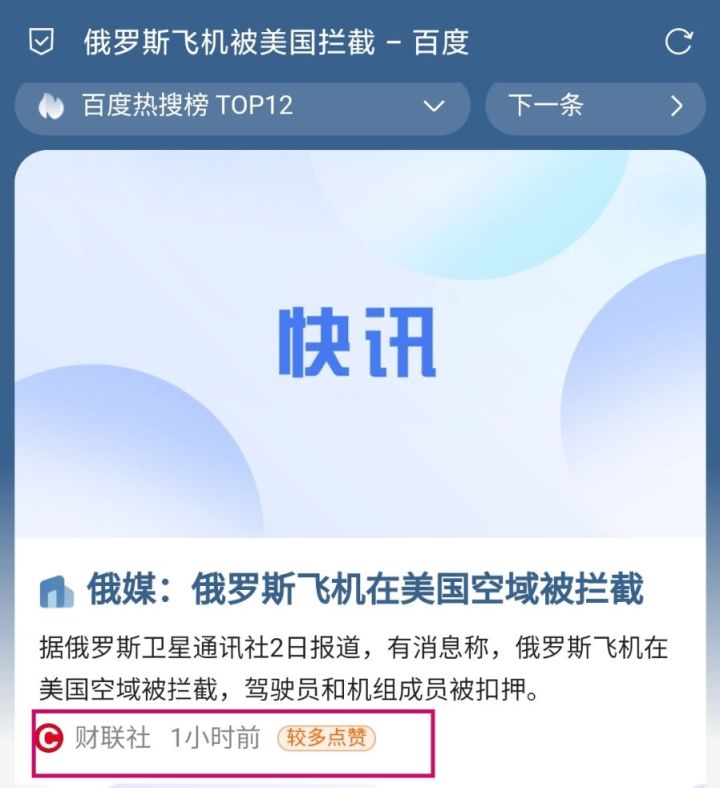 俄罗斯飞机被美国拦截 – 百度
百度热搜榜 TOP12
下一条
快讯
俄媒：俄罗斯飞机在美国空域被拦截
据俄罗斯卫星通讯社2日报道，有消息称，俄罗斯飞机在
美国空域被拦截，驾驶员和机组成员被扣押。
财联社 1小时前 较多点赞